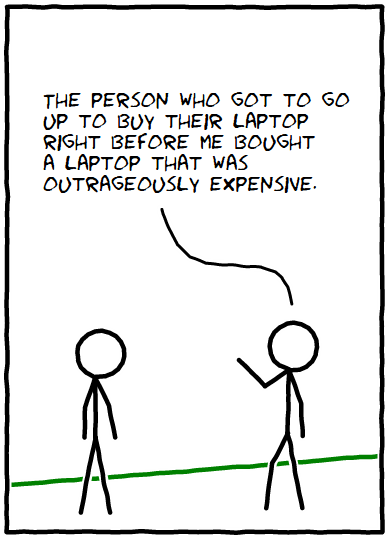 THE PERSON WHO GOT TO GO
UP TO BUY THEIR LAPTOP
RIGHT BEFORE ME BOUGHT
A LAPTOP THAT WAS
OUTRAGEOUSLY EXPENSIVE.